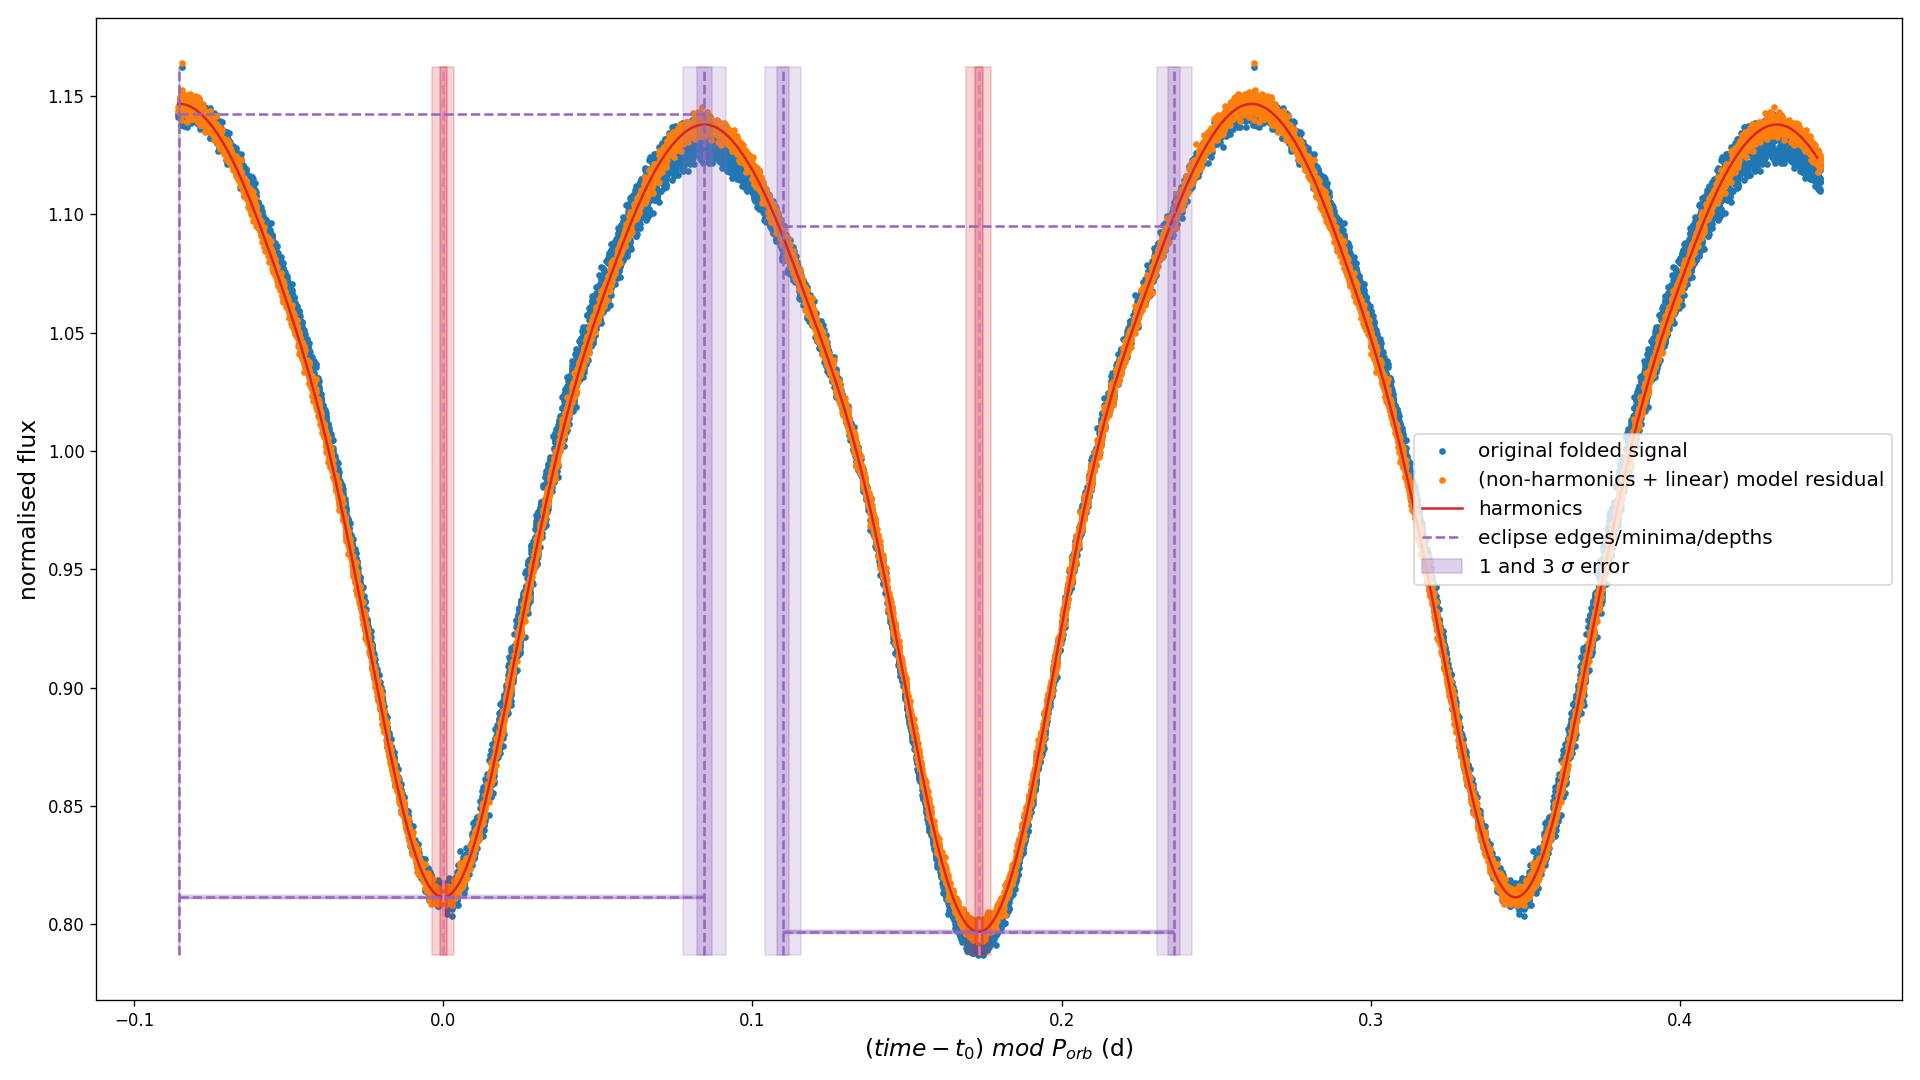 normalised flux
1.15
1.10
1.05
1.00
0.95
0.90
0.85
0.80
original folded signal
(non-harmonics + linear) model residual
harmonics
eclipse edges/minima/depths
1 and 3 σ error
−0.1
0.0
0.1
0.2
0.3
0.4
(time − t₀) mod P_orb (d)